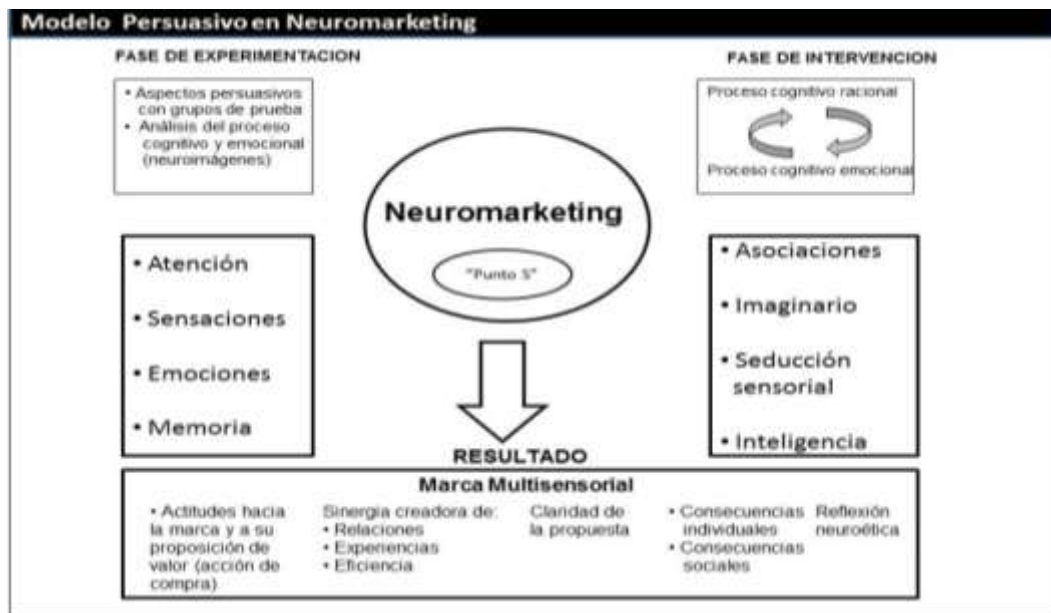 Modelo Persuasivo en Neuromarketing
FASE DE EXPERIMENTACION
• Aspectos persuasivos
con grupos de prueba
• Análisis del proceso
cognitivo y emocional
(neuroimágenes)
• Atención
• Sensaciones
• Emociones
• Memoria
Neuromarketing
"Punto S"
FASE DE INTERVENCION
Proceso cognitivo racional
Proceso cognitivo emocional
• Asociaciones
• Imaginario
• Seducción
sensorial
• Inteligencia
RESULTADO
Marca Multisensorial
• Actitudes hacia
la marca y a su
proposición de
valor (acción de
compra)
Sinergia creadora de:
• Relaciones
• Experiencias
• Eficiencia
Claridad de
la propuesta
• Consecuencias
individuales
• Consecuencias
sociales
Reflexión
neuroética